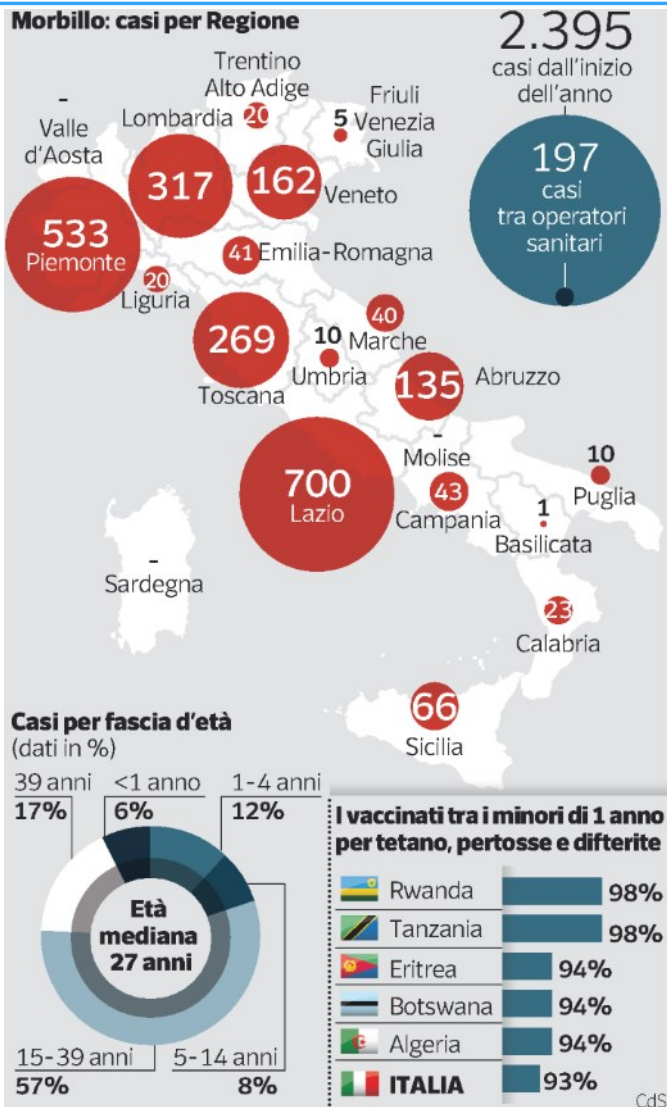 Morbillo: casi per Regione
2.395
casi dall'inizio
dell'anno
197
casi
tra operatori
sanitari
-
Valle
d'Aosta
Trentino
Alto Adige
20
Lombardia
317
5
Friuli
Venezia
Giulia
162
Veneto
533
Piemonte
41
Emilia-Romagna
20
Liguria
269
Toscana
10
Umbria
40
Marche
135
Abruzzo
700
Lazio
-
Molise
43
Campania
10
Puglia
1
Basilicata
-
Sardegna
23
Calabria
66
Sicilia
Casi per fascia d'età
(dati in %)
39 anni
17%
<1 anno
6%
1-4 anni
12%
Età
mediana
27 anni
15-39 anni
57%
5-14 anni
8%
I vaccinati tra i minori di 1 anno
per tetano, pertosse e difterite
Rwanda 98%
Tanzania 98%
Eritrea 94%
Botswana 94%
Algeria 94%
ITALIA 93%
CdS